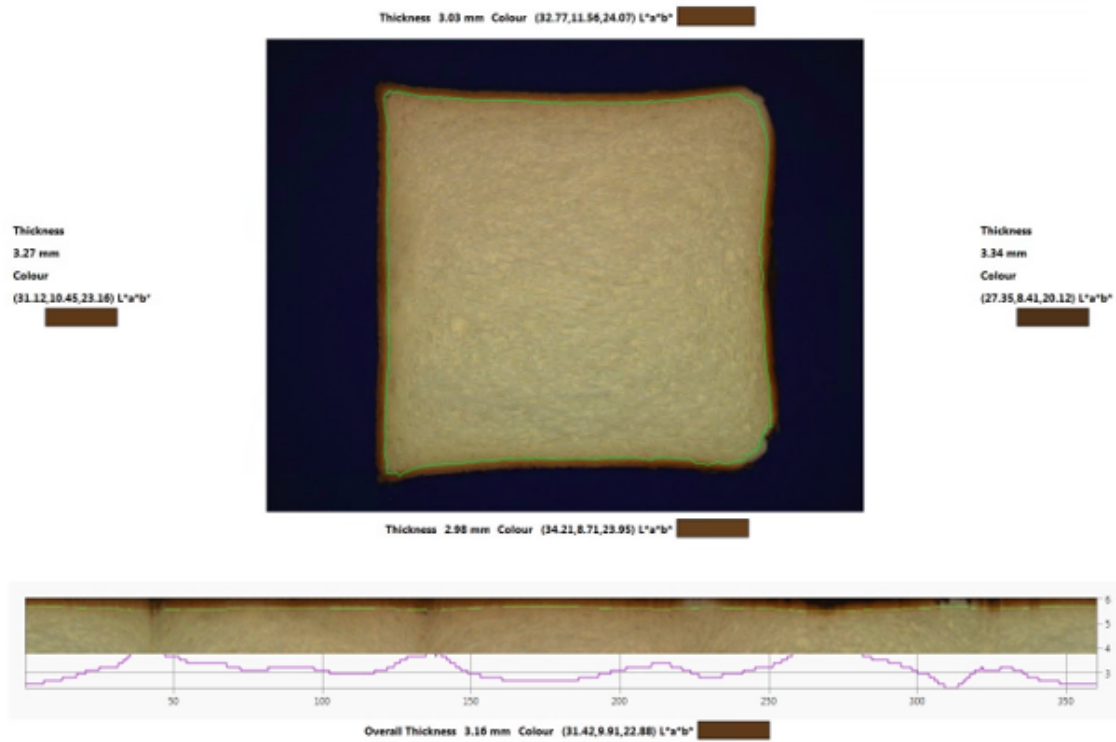 Thickness 3.03 mm Colour (32.77,11.56,24.07) L*a*b*
Thickness
3.27 mm
Colour
(31.12,10.45,23.16) L*a*b*
Thickness
3.34 mm
Colour
(27.35,8.41,20.12) L*a*b*
Thickness 2.98 mm Colour (34.21,8.71,23.95) L*a*b*
6
5
4
3
50 100 150 200 250 300 350
Overall Thickness 3.16 mm Colour (31.42,9.91,22.88) L*a*b*